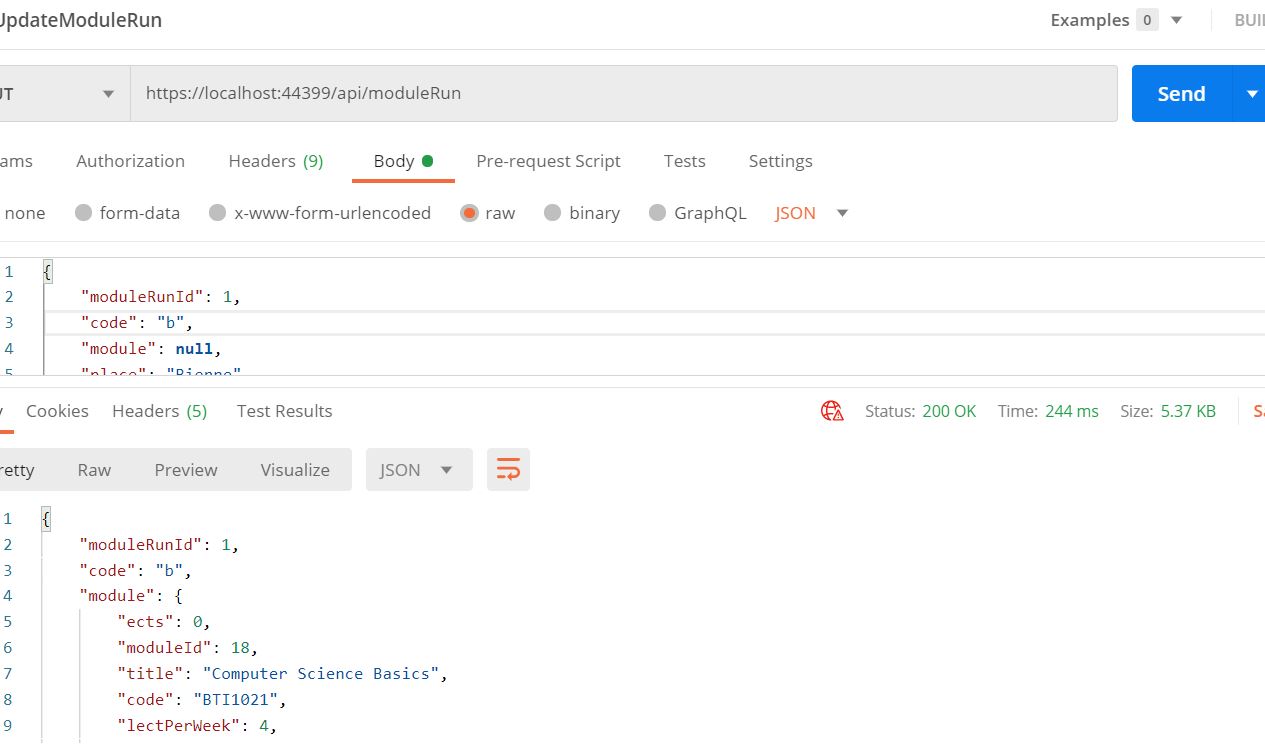 UpdateModuleRun Examples 0 BUI
UT https://localhost:44399/api/moduleRun Send
ams Authorization Headers (9) Body Pre-request Script Tests Settings
none form-data x-www-form-urlencoded raw binary GraphQL JSON
1 {
2 "moduleRunId": 1,
3 "code": "b",
4 "module": null,
5 "place": "Bienne"
y Cookies Headers (5) Test Results Status: 200 OK Time: 244 ms Size: 5.37 KB Sa
retty Raw Preview Visualize JSON
1 {
2 "moduleRunId": 1,
3 "code": "b",
4 "module": {
5 "ects": 0,
6 "moduleId": 18,
7 "title": "Computer Science Basics",
8 "code": "BTI1021",
9 "lectPerWeek": 4,